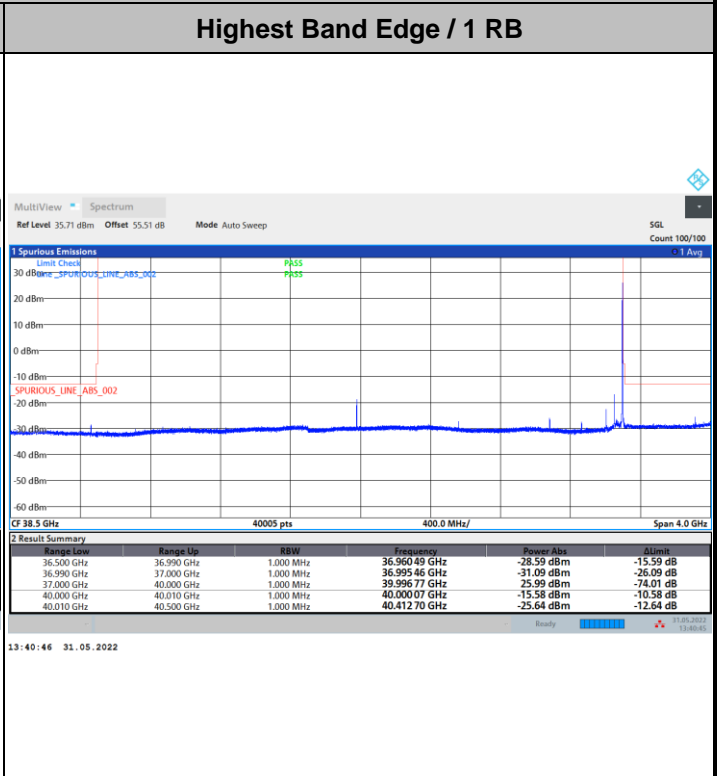 Highest Band Edge / 1 RB
MultiView Spectrum
Ref Level 35.71 dBm Offset 55.51 dB Mode Auto Sweep SGL
Count 100/100
1 Spurious Emissions 1 Avg
Limit Check PASS
30 dBm Line _SPURIOUS_LINE_ABS_002 PASS
20 dBm
10 dBm
0 dBm
-10 dBm
_SPURIOUS_LINE_ABS_002
-20 dBm
-30 dBm
-40 dBm
-50 dBm
-60 dBm
CF 38.5 GHz 40005 pts 400.0 MHz/ Span 4.0 GHz
2 Result Summary
Range Low Range Up RBW Frequency Power Abs ΔLimit
36.500 GHz 36.990 GHz 1.000 MHz 36.960 49 GHz -28.59 dBm -15.59 dB
36.990 GHz 37.000 GHz 1.000 MHz 36.995 46 GHz -31.09 dBm -26.09 dB
37.000 GHz 40.000 GHz 1.000 MHz 39.996 77 GHz 25.99 dBm -74.01 dB
40.000 GHz 40.010 GHz 1.000 MHz 40.000 07 GHz -15.58 dBm -10.58 dB
40.010 GHz 40.500 GHz 1.000 MHz 40.412 70 GHz -25.64 dBm -12.64 dB
Ready 31.05.2022
13:40:45
13:40:46 31.05.2022